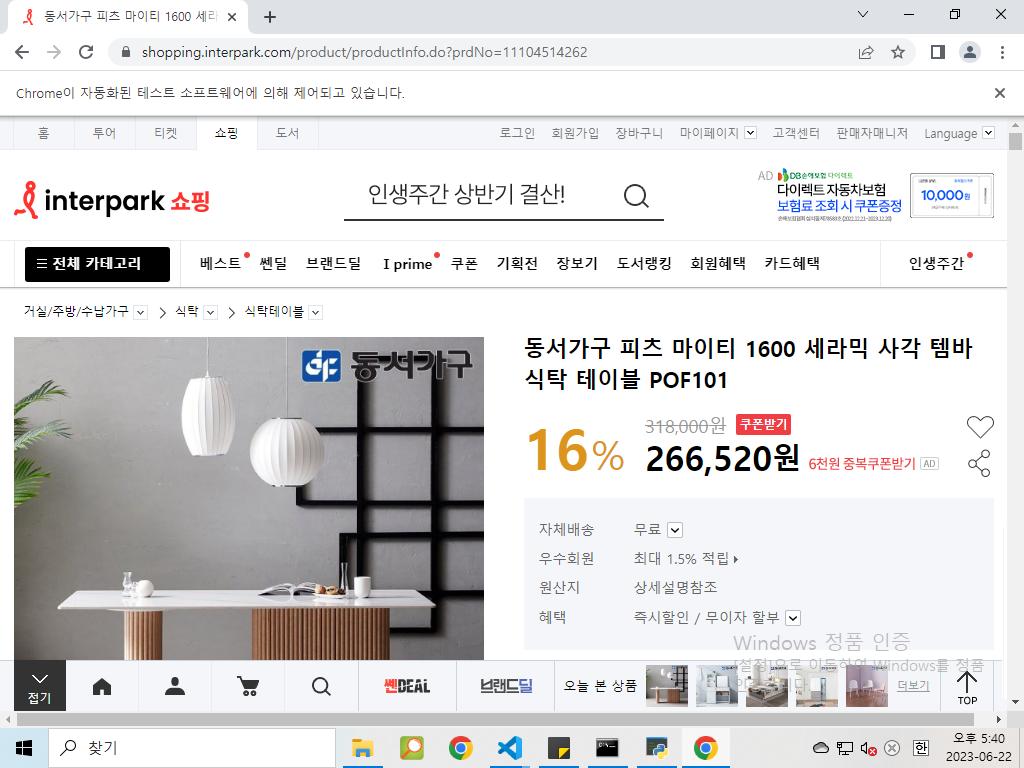 동서가구 피츠 마이티 1600 세라
shopping.interpark.com/product/productInfo.do?prdNo=11104514262
Chrome이 자동화된 테스트 소프트웨어에 의해 제어되고 있습니다.
홈 투어 티켓 쇼핑 도서 로그인 회원가입 장바구니 마이페이지 고객센터 판매자매니저 Language
interpark 쇼핑
인생주간 상반기 결산!
AD DB손해보험 다이렉트
다이렉트 자동차보험
보험료 조회 시 쿠폰증정
10,000원
전체 카테고리 베스트 쎈딜 브랜드딜 I prime 쿠폰 기획전 장보기 도서랭킹 회원혜택 카드혜택 인생주간
거실/주방/수납가구 식탁 식탁테이블
동서가구
동서가구 피츠 마이티 1600 세라믹 사각 템바
식탁 테이블 POF101
318,000원 쿠폰받기
16% 266,520원 6천원 중복쿠폰받기 AD
자체배송 무료
우수회원 최대 1.5% 적립
원산지 상세설명참조
혜택 즉시할인 / 무이자 할부
Windows 정품 인증
[설정]으로 이동하여 Windows를 정품
접기 쎈DEAL 브랜드딜 오늘 본 상품 더보기 TOP
찾기
한
오후 5:40
2023-06-22